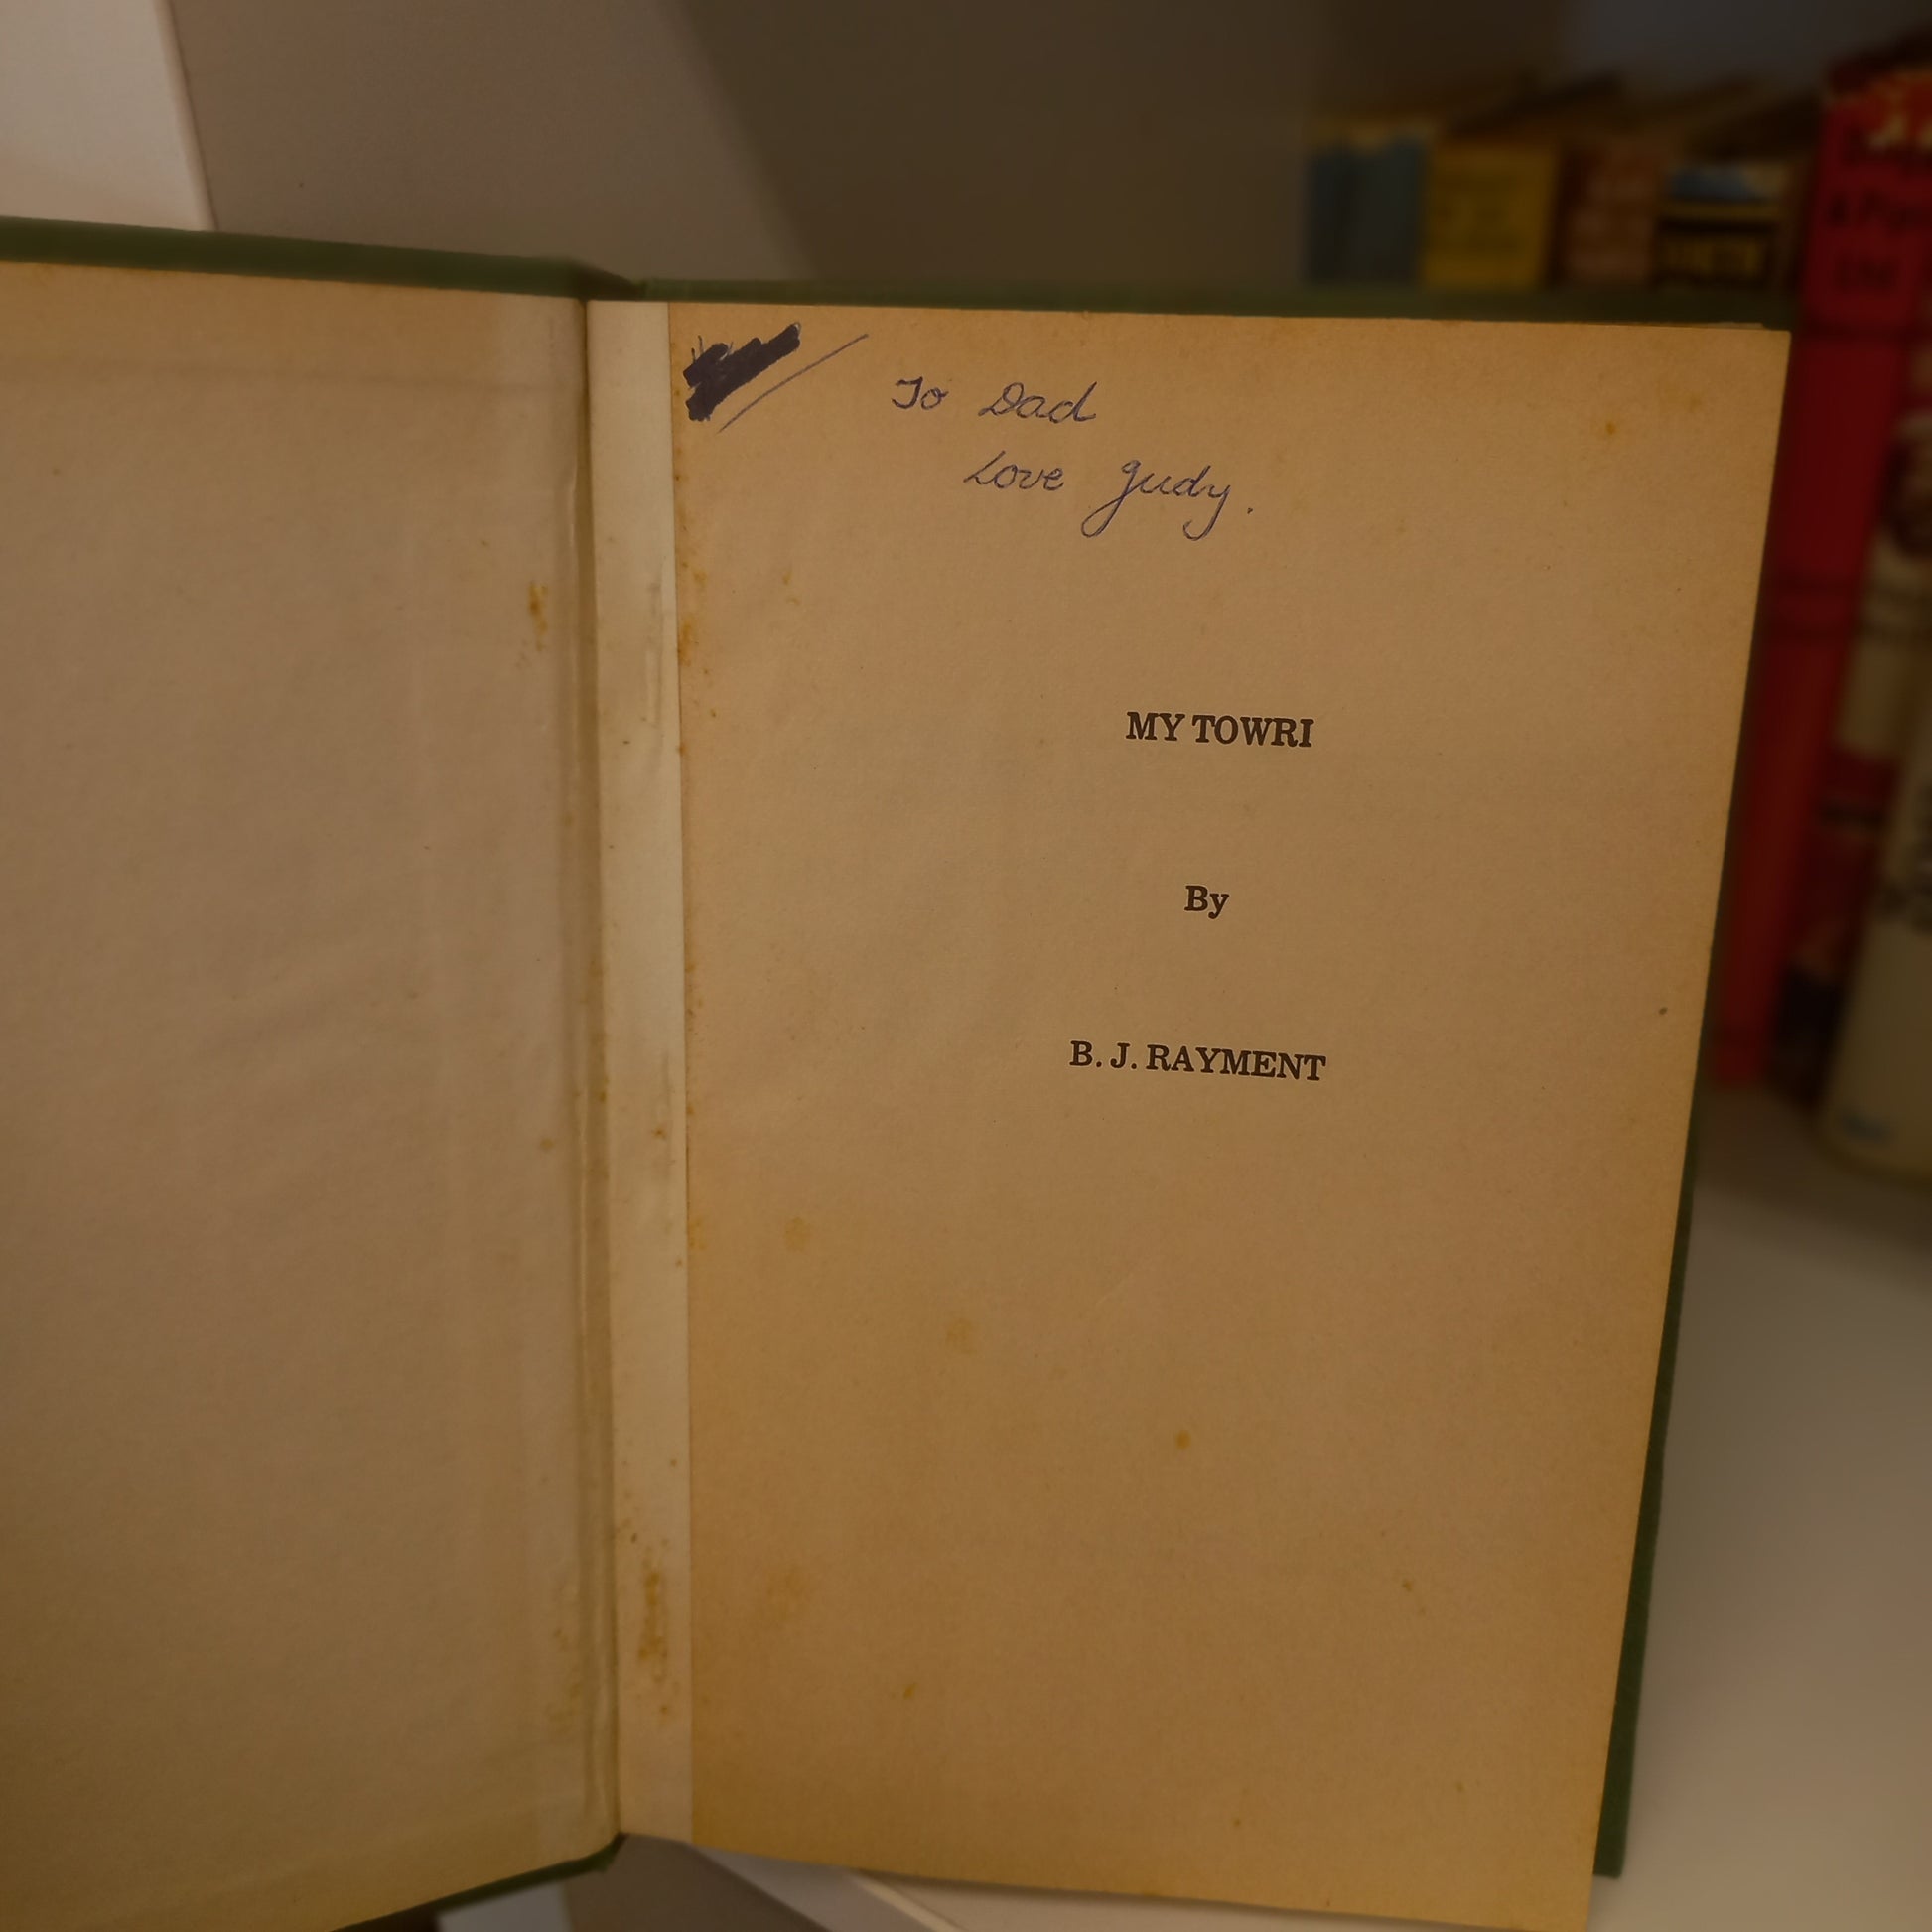 To Dad
Love Judy.
MY TOWRI
By
B. J. RAYMENT